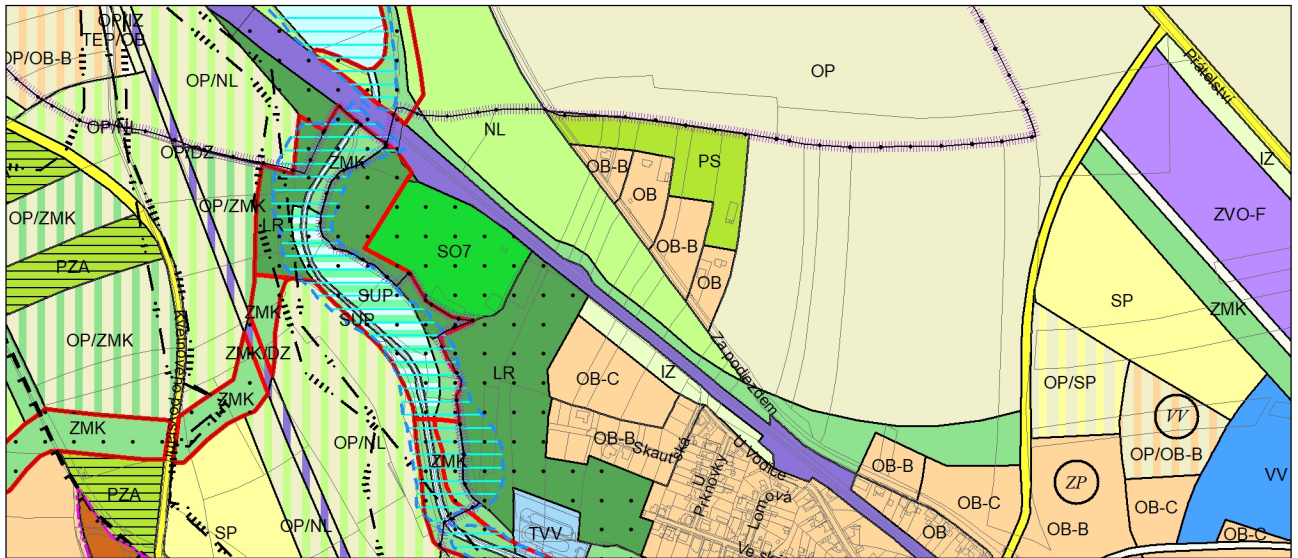 OP/IZ
TEP/OB
OP/OB-B
OP/NL
OP/NL
OP/DZ
OP/ZMK
OP/ZMK
PZA
OP/ZMK
ZMK
LR
SUP
SUP
SO7
ZMK
ZMK/DZ
ZMK
ZMK
PZA
SP
OP/NL
OP/NL
ZMK
TVV
LR
NL
OP
OB-B
OB
PS
OB-B
OB
IZ
OB-C
OB-B
Skautská
U Prknovky
U Vodice
Lomová
Za podjezdem
OB-B
OB
OB-C
Přátelství
IZ
ZVO-F
ZMK
SP
OP/SP
VV
OP/OB-B
ZP
OB-B
OB-C
VV
OB-C